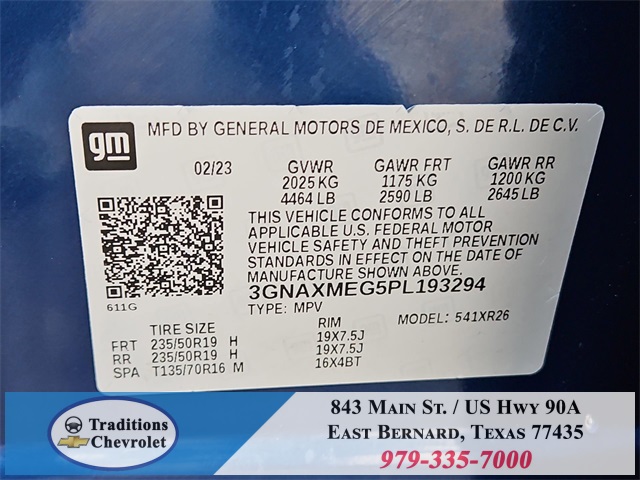 gm
MFD BY GENERAL MOTORS DE MEXICO, S. DE R.L. DE C.V.
02/23 GVWR GAWR FRT GAWR RR
2025 KG 1175 KG 1200 KG
4464 LB 2590 LB 2645 LB
THIS VEHICLE CONFORMS TO ALL
APPLICABLE U.S. FEDERAL MOTOR
VEHICLE SAFETY AND THEFT PREVENTION
STANDARDS IN EFFECT ON THE DATE OF
MANUFACTURE SHOWN ABOVE.
3GNAXMEG5PL193294
611G
TYPE: MPV MODEL: 541XR26
TIRE SIZE RIM
FRT 235/50R19 H 19X7.5J
RR 235/50R19 H 19X7.5J
SPA T135/70R16 M 16X4BT
Traditions
Chevrolet
843 Main St. / US Hwy 90A
East Bernard, Texas 77435
979-335-7000